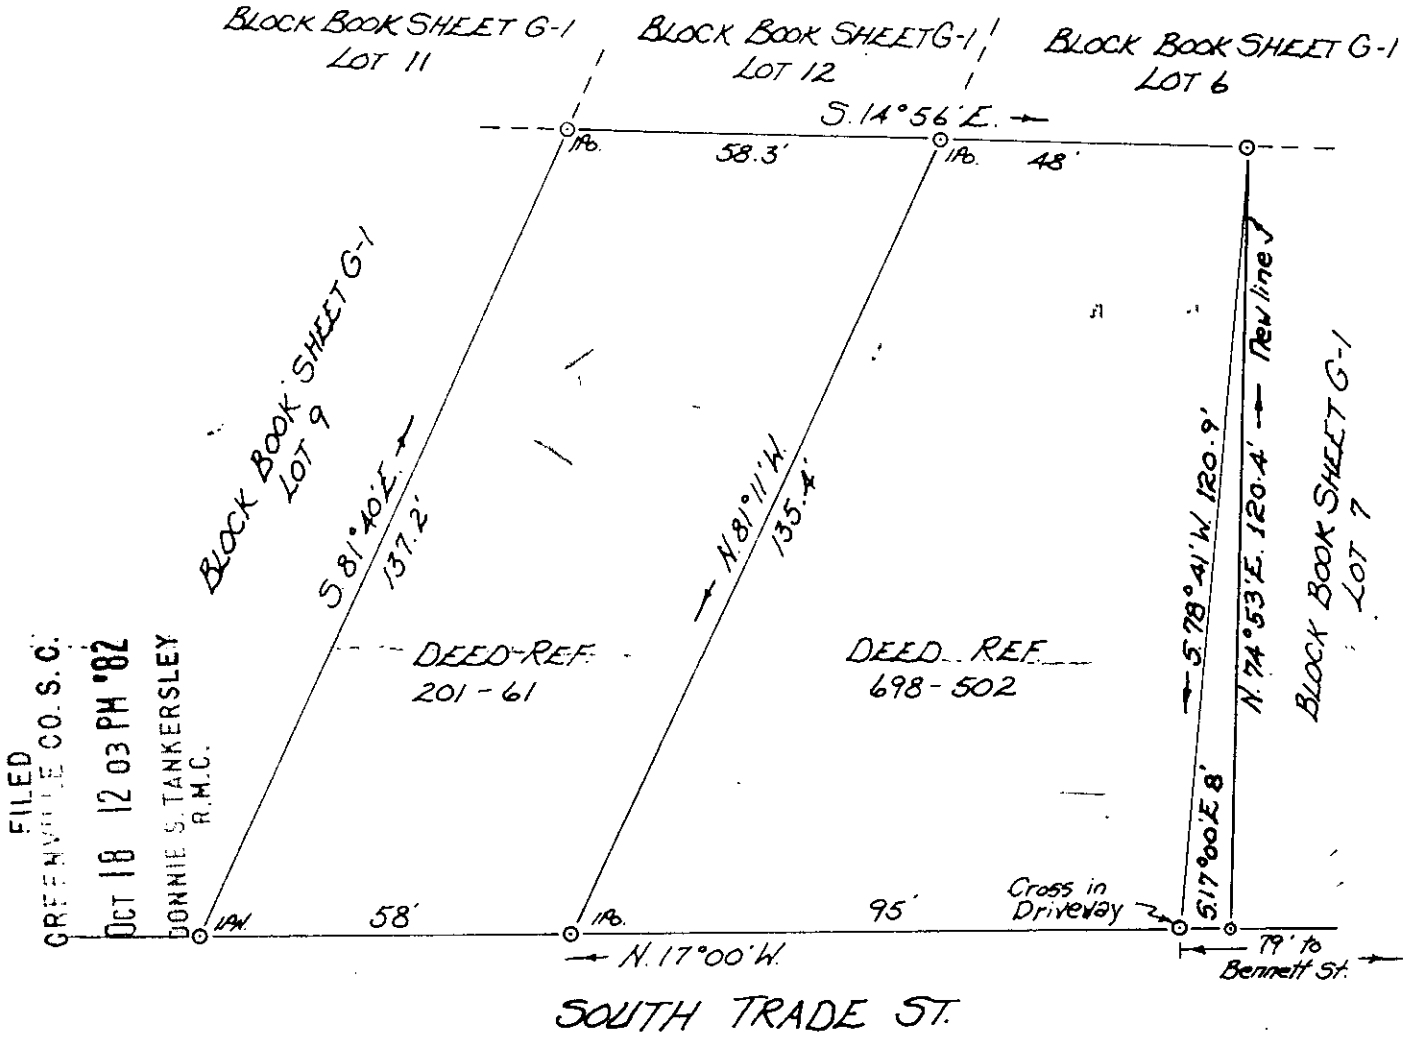 BLOCK BOOK SHEET G-1
LOT 11
BLOCK BOOK SHEET G-1
LOT 12
BLOCK BOOK SHEET G-1
LOT 6
S. 14°56' E.
IPO.
58.3'
IPO.
48'
BLOCK BOOK SHEET G-1
LOT 9
S 81°40' E.
137.2'
N. 81°11' W.
135.4'
S. 78°41' W. 120.9'
N. 74°53' E. 120.4' New line
BLOCK BOOK SHEET G-1
LOT 7
DEED REF.
201-61
DEED REF.
698-502
FILED
GREENVILLE CO. S. C.
OCT 18 12 03 PM '82
DONNIE S. TANKERSLEY
R.M.C.
S. 17°00' E 8'
Cross in
Driveway
IPN.
58'
IPO.
95'
N. 17°00' W.
79' to
Bennett St.
SOUTH TRADE ST.